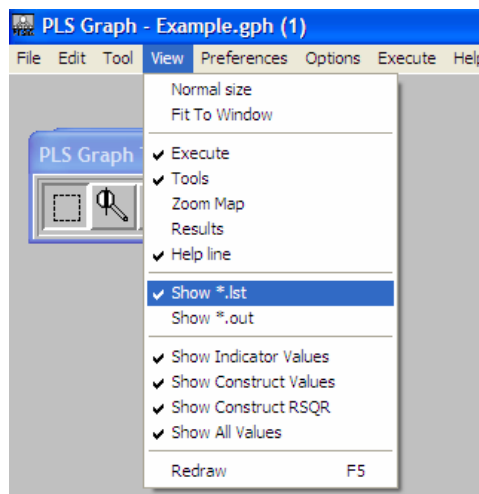 PLS Graph - Example.gph (1)
File Edit Tool View Preferences Options Execute Help
Normal size
Fit To Window
PLS Graph
Execute
Tools
Zoom Map
Results
Help line
Show *.lst
Show *.out
Show Indicator Values
Show Construct Values
Show Construct RSQR
Show All Values
Redraw F5